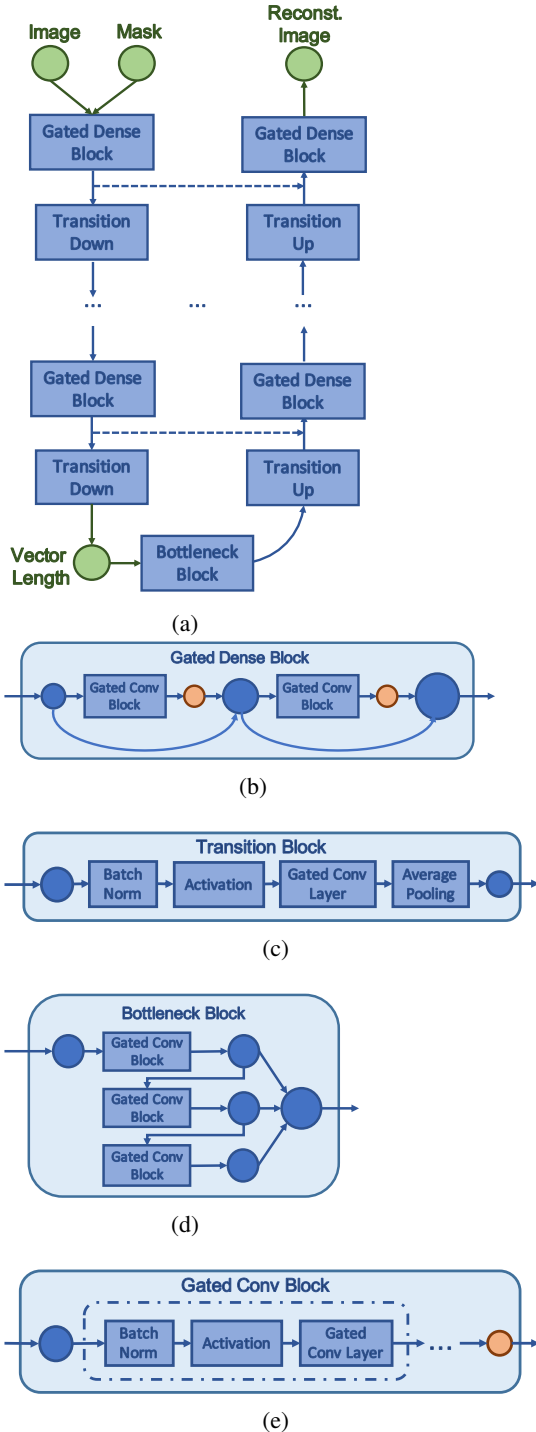 Image
Mask
Reconst.
Image
Gated Dense
Block
Gated Dense
Block
Transition
Down
Transition
Up
...
...
...
Gated Dense
Block
Gated Dense
Block
Transition
Down
Transition
Up
Vector
Length
Bottleneck
Block
(a)
Gated Dense Block
Gated Conv
Block
Gated Conv
Block
(b)
Transition Block
Batch
Norm
Activation
Gated Conv
Layer
Average
Pooling
(c)
Bottleneck Block
Gated Conv
Block
Gated Conv
Block
Gated Conv
Block
(d)
Gated Conv Block
Batch
Norm
Activation
Gated
Conv Layer
...
(e)